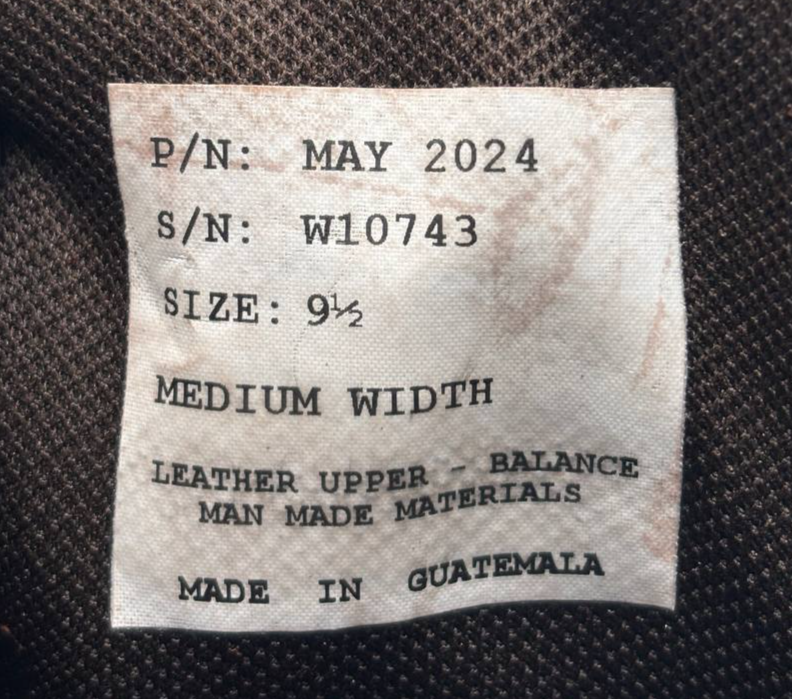 P/N: MAY 2024
S/N: W10743
SIZE: 9½
MEDIUM WIDTH
LEATHER UPPER - BALANCE
MAN MADE MATERIALS
MADE IN GUATEMALA